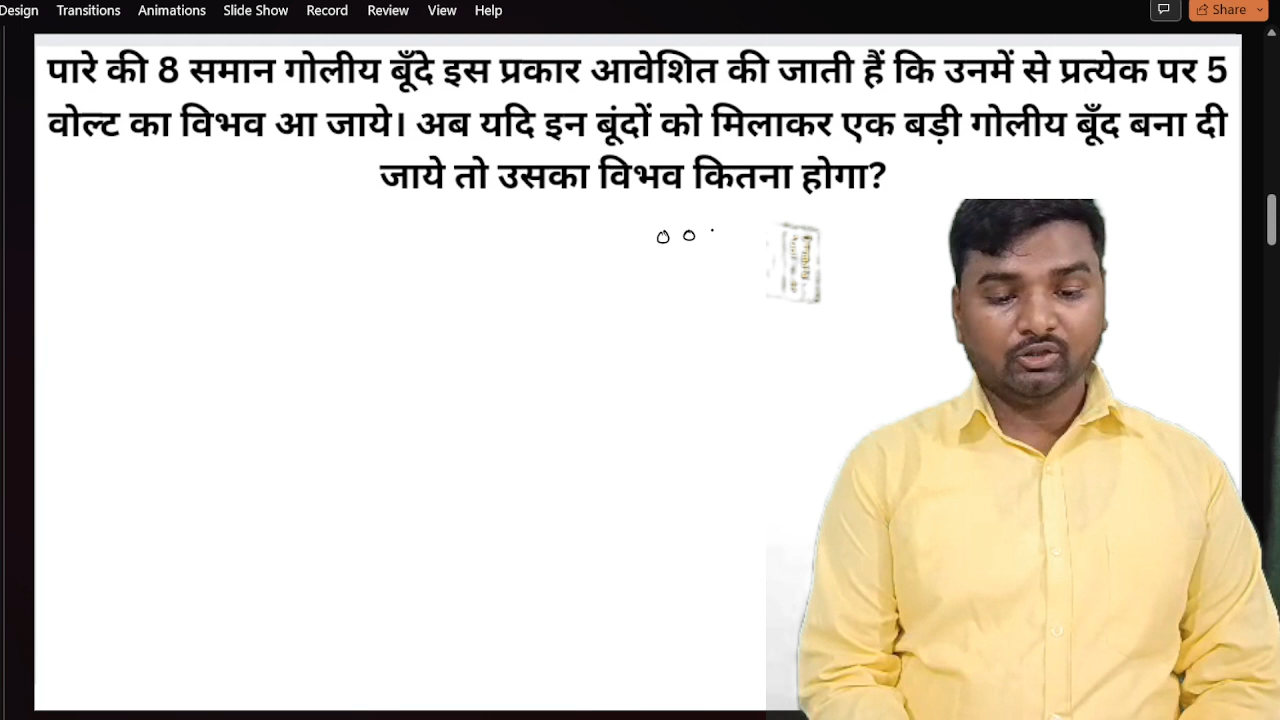 Design Transitions Animations Slide Show Record Review View Help Share
पारे की 8 समान गोलीय बूँदे इस प्रकार आवेशित की जाती हैं कि उनमें से प्रत्येक पर 5
वोल्ट का विभव आ जाये। अब यदि इन बूंदों को मिलाकर एक बड़ी गोलीय बूँद बना दी
जाये तो उसका विभव कितना होगा?